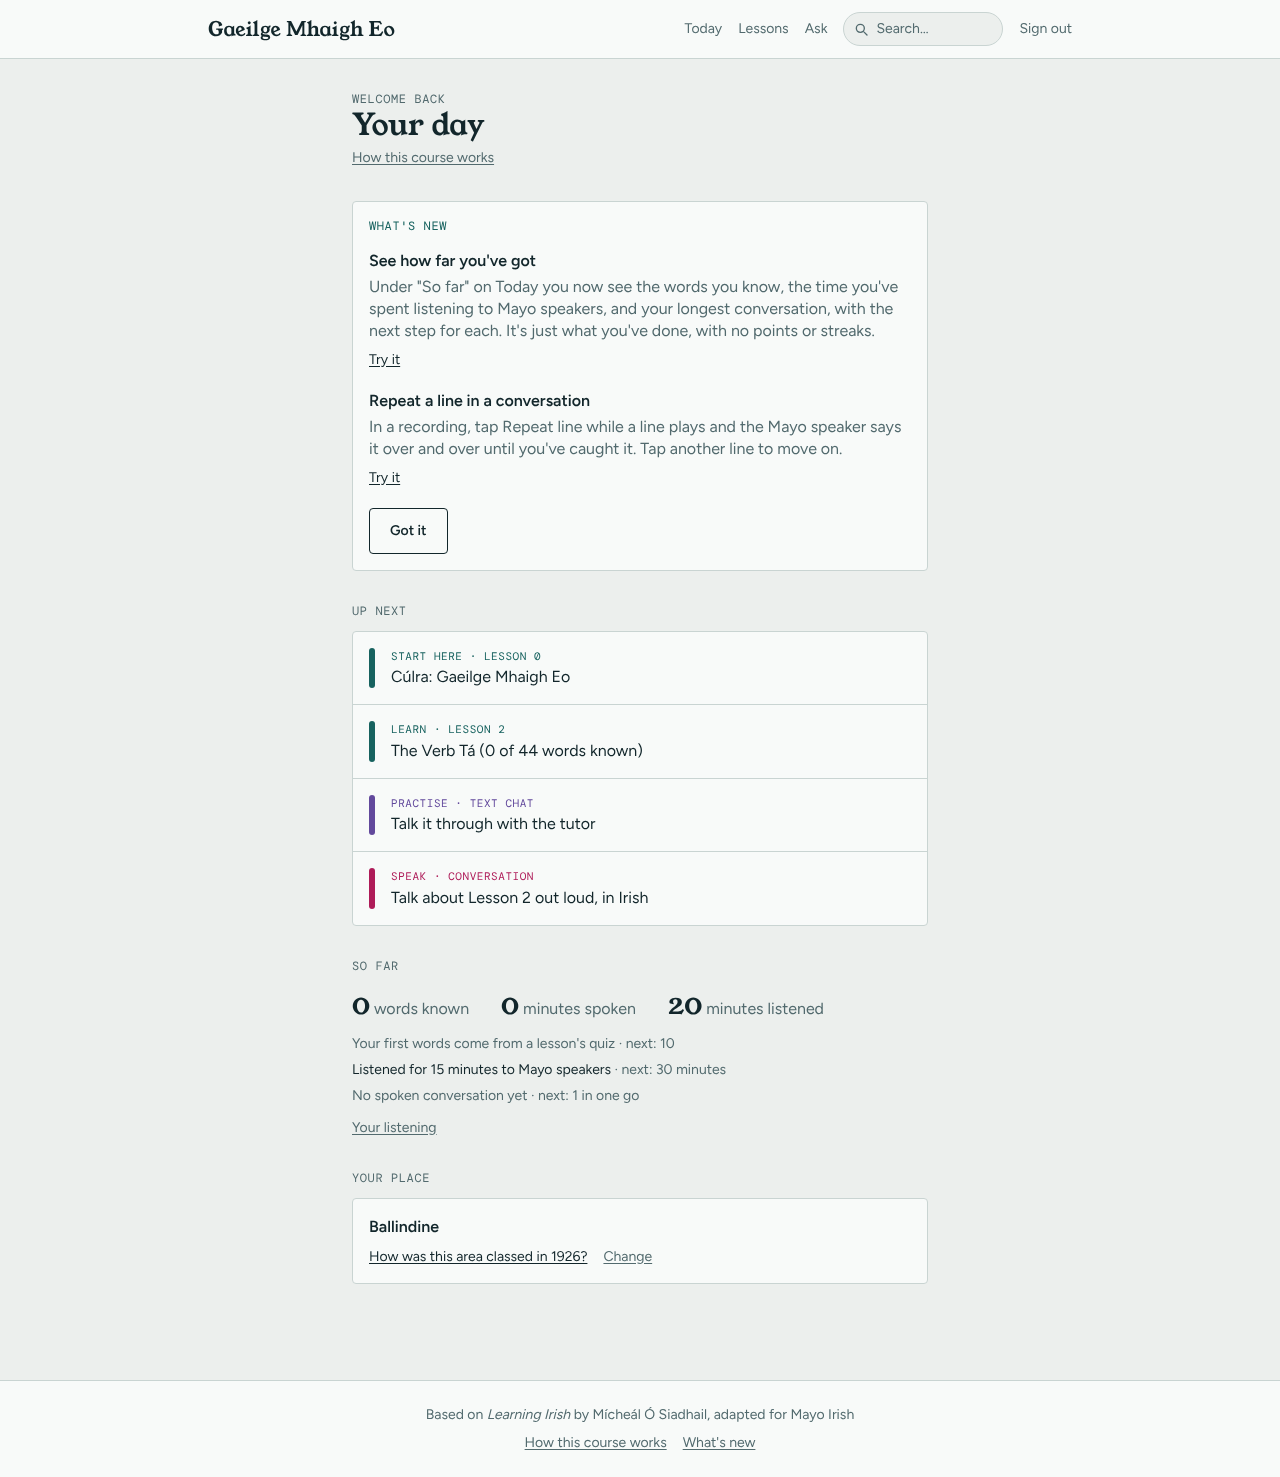 Gaeilge Mhaigh Eo
Today Lessons Ask Search... Sign out
WELCOME BACK
Your day
How this course works
WHAT'S NEW
See how far you've got
Under "So far" on Today you now see the words you know, the time you've
spent listening to Mayo speakers, and your longest conversation, with the
next step for each. It's just what you've done, with no points or streaks.
Try it
Repeat a line in a conversation
In a recording, tap Repeat line while a line plays and the Mayo speaker says
it over and over until you've caught it. Tap another line to move on.
Try it
Got it
UP NEXT
START HERE · LESSON 0
Cúlra: Gaeilge Mhaigh Eo
LEARN · LESSON 2
The Verb Tá (0 of 44 words known)
PRACTISE · TEXT CHAT
Talk it through with the tutor
SPEAK · CONVERSATION
Talk about Lesson 2 out loud, in Irish
SO FAR
0 words known 0 minutes spoken 20 minutes listened
Your first words come from a lesson's quiz · next: 10
Listened for 15 minutes to Mayo speakers · next: 30 minutes
No spoken conversation yet · next: 1 in one go
Your listening
YOUR PLACE
Ballindine
How was this area classed in 1926? Change
Based on Learning Irish by Mícheál Ó Siadhail, adapted for Mayo Irish
How this course works What's new